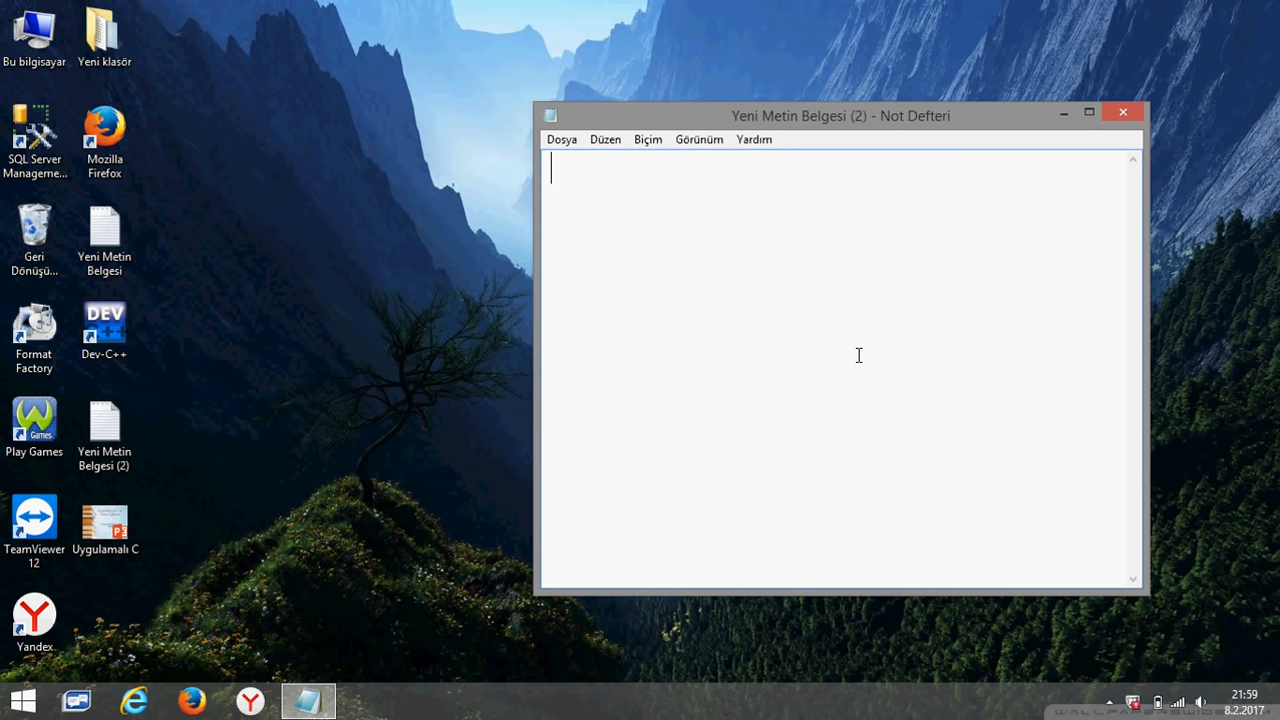 Bu bilgisayar
Yeni klasör
SQL Server
Manageme...
Mozilla
Firefox
Geri
Dönüşü...
Yeni Metin
Belgesi
Format
Factory
DEV
C++
Dev-C++
Games
Play Games
Yeni Metin
Belgesi (2)
TeamViewer
12
Uygulamalı C
Yandex
Yeni Metin Belgesi (2) - Not Defteri
Dosya Düzen Biçim Görünüm Yardım
21:59
8.2.2017